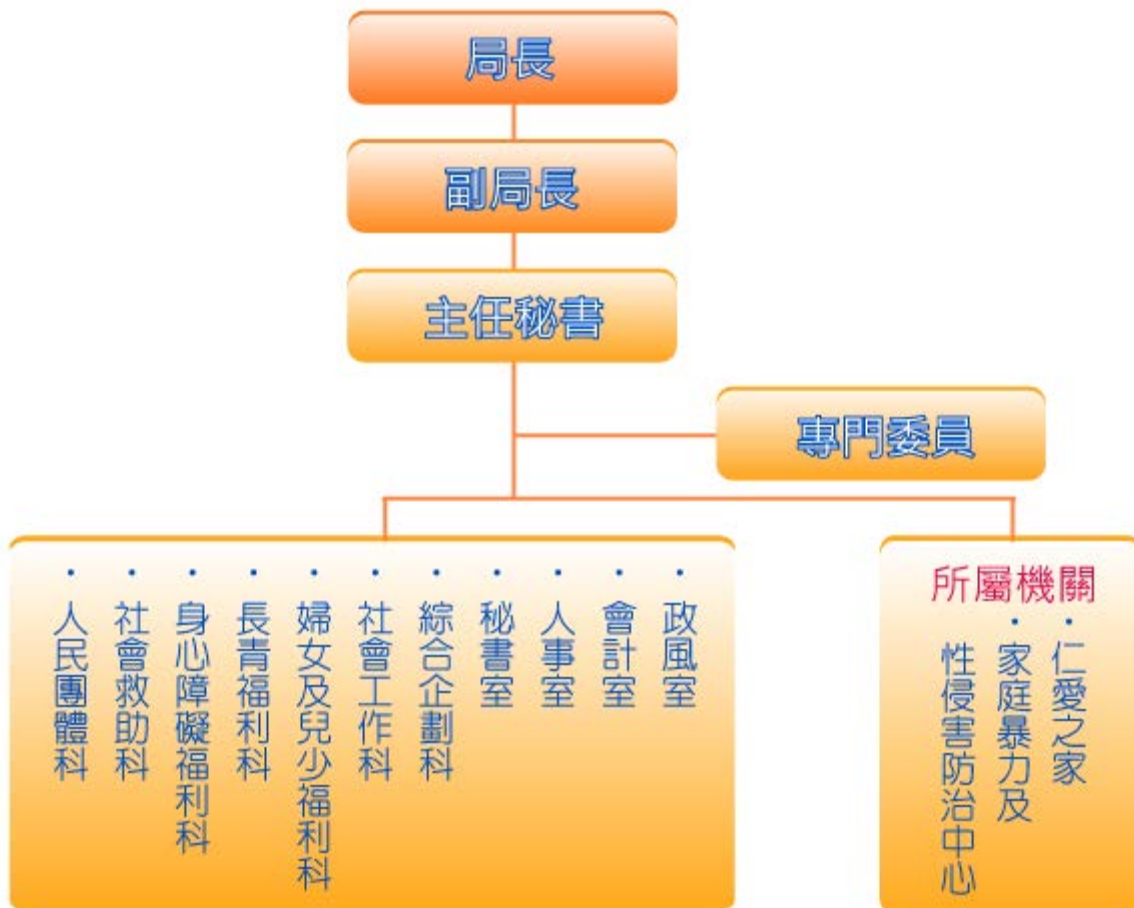 局長
副局長
主任秘書
專門委員
・人民團體科
・社會救助科
・身心障礙福利科
・長青福利科
・婦女及兒少福利科
・社會工作科
・綜合企劃科
・秘書室
・人事室
・會計室
・政風室
所屬機關
・仁愛之家
・家庭暴力及
性侵害防治中心